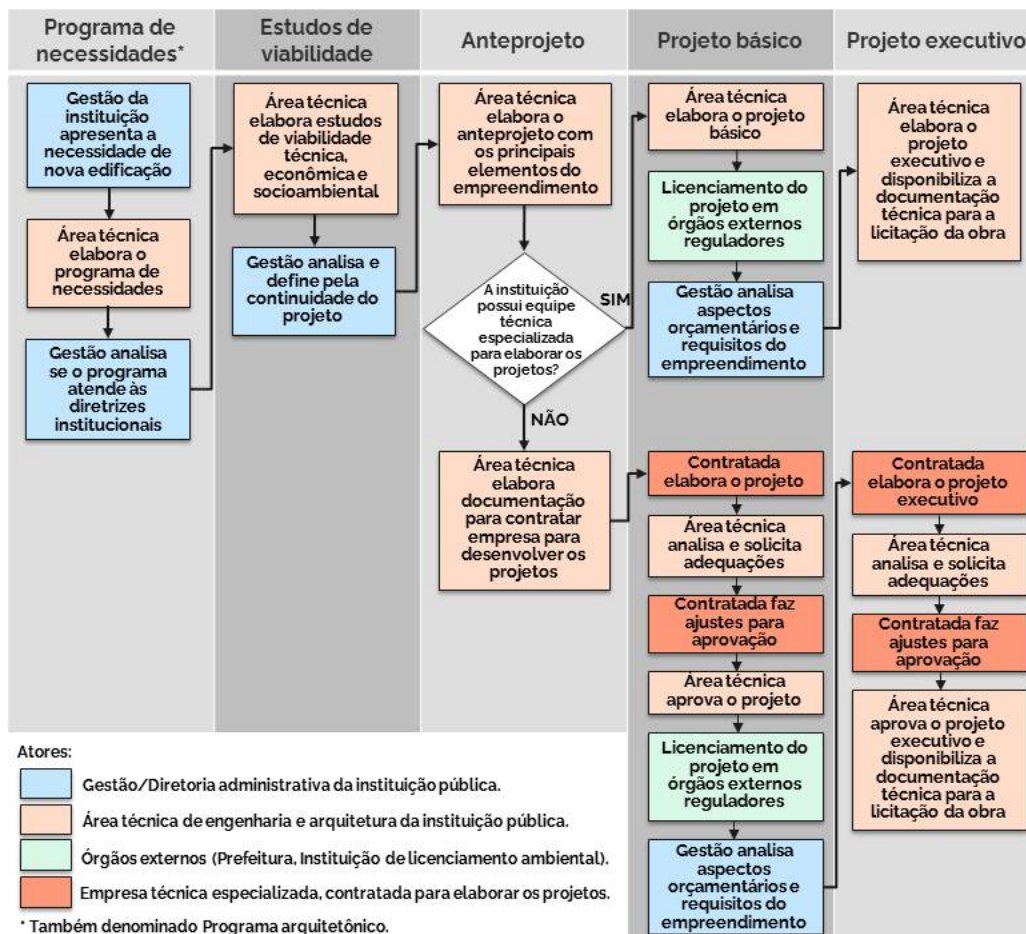 Programa de
necessidades*
Estudos de
viabilidade
Anteprojeto
Projeto básico
Projeto executivo
Gestão da
instituição
apresenta a
necessidade de
nova edificação
Área técnica
elabora o
programa de
necessidades
Gestão analisa
se o programa
atende às
diretrizes
institucionais
Área técnica
elabora estudos
de viabilidade
técnica,
econômica e
socioambiental
Gestão analisa e
define pela
continuidade do
projeto
Área técnica
elabora o
anteprojeto com
os principais
elementos do
empreendimento
A instituição
possui equipe
técnica
especializada
para elaborar os
projetos?
SIM
NÃO
Área técnica
elabora
documentação
para contratar
empresa para
desenvolver os
projetos
Área técnica
elabora o projeto
básico
Licenciamento do
projeto em
órgãos externos
reguladores
Gestão analisa
aspectos
orçamentários e
requisitos do
empreendimento
Área técnica
elabora o
projeto
executivo e
disponibiliza a
documentação
técnica para a
licitação da obra
Contratada
elabora o projeto
Área técnica
analisa e solicita
adequações
Contratada faz
ajustes para
aprovação
Área técnica
aprova o projeto
Licenciamento do
projeto em
órgãos externos
reguladores
Gestão analisa
aspectos
orçamentários e
requisitos do
empreendimento
Contratada
elabora o projeto
executivo
Área técnica
analisa e solicita
adequações
Contratada faz
ajustes para
aprovação
Área técnica
aprova o projeto
executivo e
disponibiliza a
documentação
técnica para a
licitação da obra
Atores:
Gestão/Diretoria administrativa da instituição pública.
Área técnica de engenharia e arquitetura da instituição pública.
Órgãos externos (Prefeitura, Instituição de licenciamento ambiental).
Empresa técnica especializada, contratada para elaborar os projetos.
* Também denominado Programa arquitetônico.